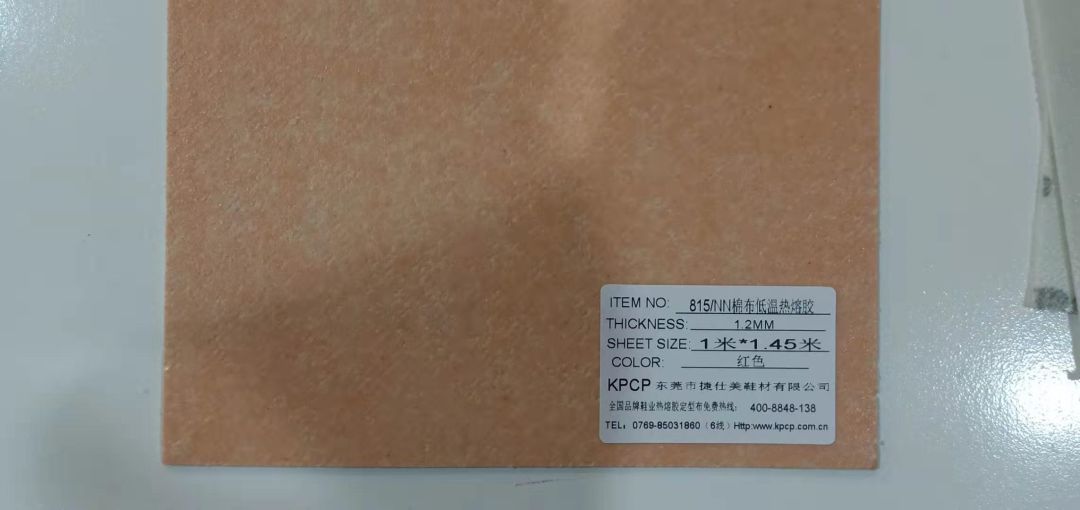 ITEM NO: 815/NN棉布低温热熔胶
THICKNESS: 1.2MM
SHEET SIZE: 1米*1.45米
COLOR: 红色
KPCP 东莞市捷仕美鞋材有限公司
全国品牌鞋业热熔胶定型布免费热线: 400-8848-138
TEL: 0769-85031860(6线)Http:www.kpcp.com.cn